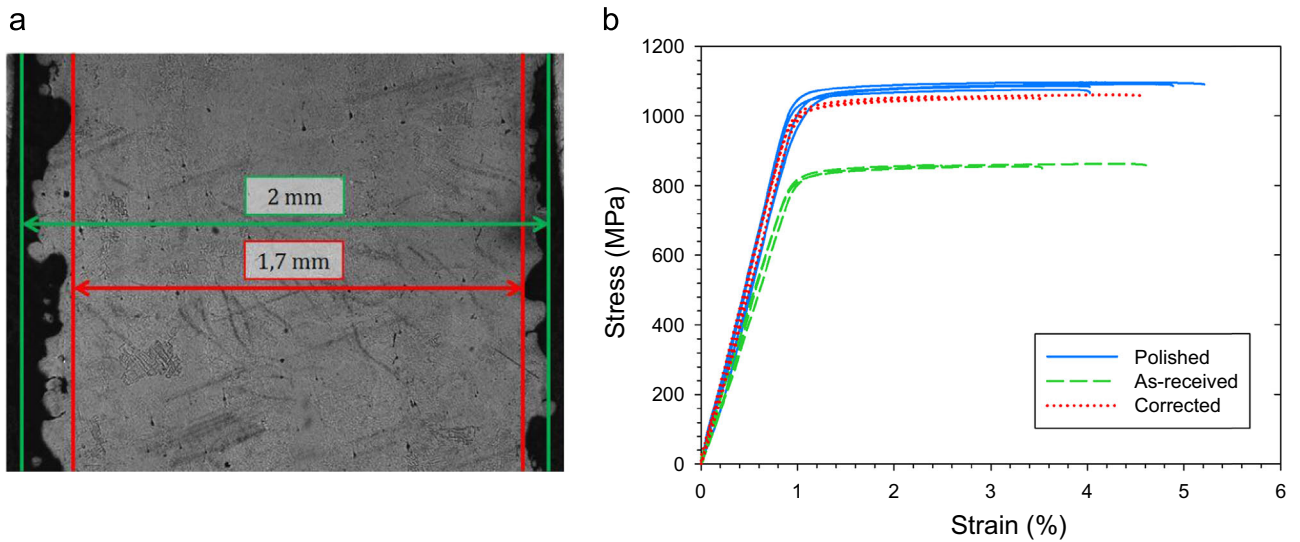 a
2 mm
1,7 mm
b
1200
1000
800
600
400
200
0
Stress (MPa)
0 1 2 3 4 5 6
Strain (%)
Polished
As-received
Corrected